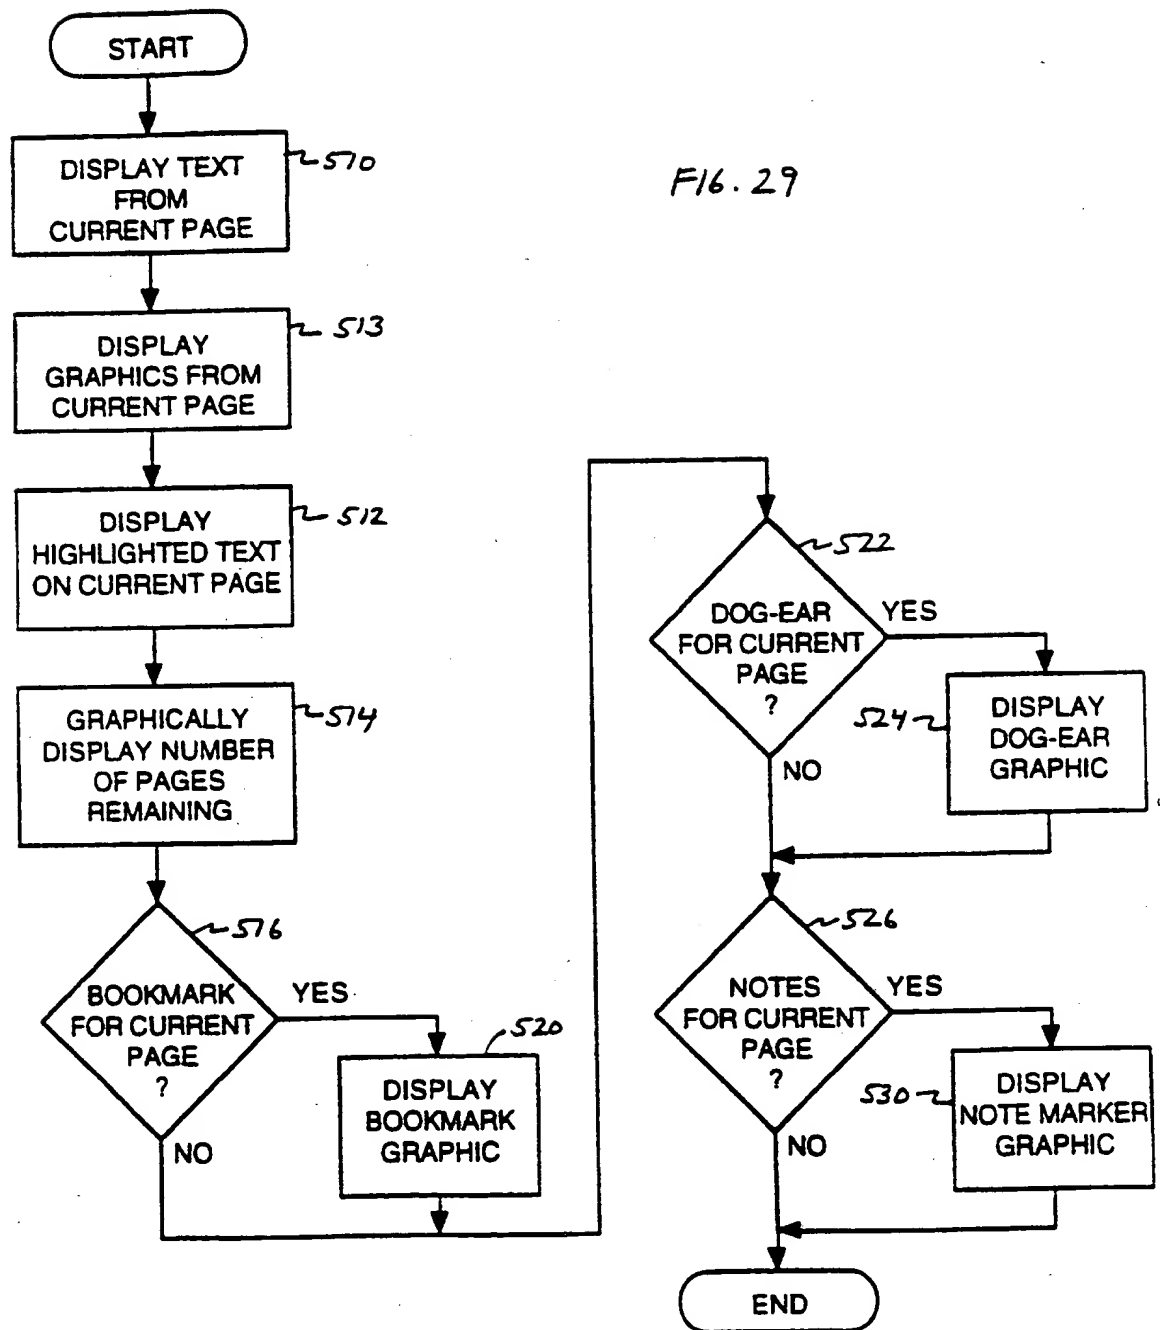 START
DISPLAY TEXT
FROM
CURRENT PAGE
510
FIG. 29
DISPLAY
GRAPHICS FROM
CURRENT PAGE
513
DISPLAY
HIGHLIGHTED TEXT
ON CURRENT PAGE
512
GRAPHICALLY
DISPLAY NUMBER
OF PAGES
REMAINING
514
BOOKMARK
FOR CURRENT
PAGE
?
516
YES
NO
DISPLAY
BOOKMARK
GRAPHIC
520
DOG-EAR
FOR CURRENT
PAGE
?
522
YES
NO
DISPLAY
DOG-EAR
GRAPHIC
524
NOTES
FOR CURRENT
PAGE
?
526
YES
NO
DISPLAY
NOTE MARKER
GRAPHIC
530
END